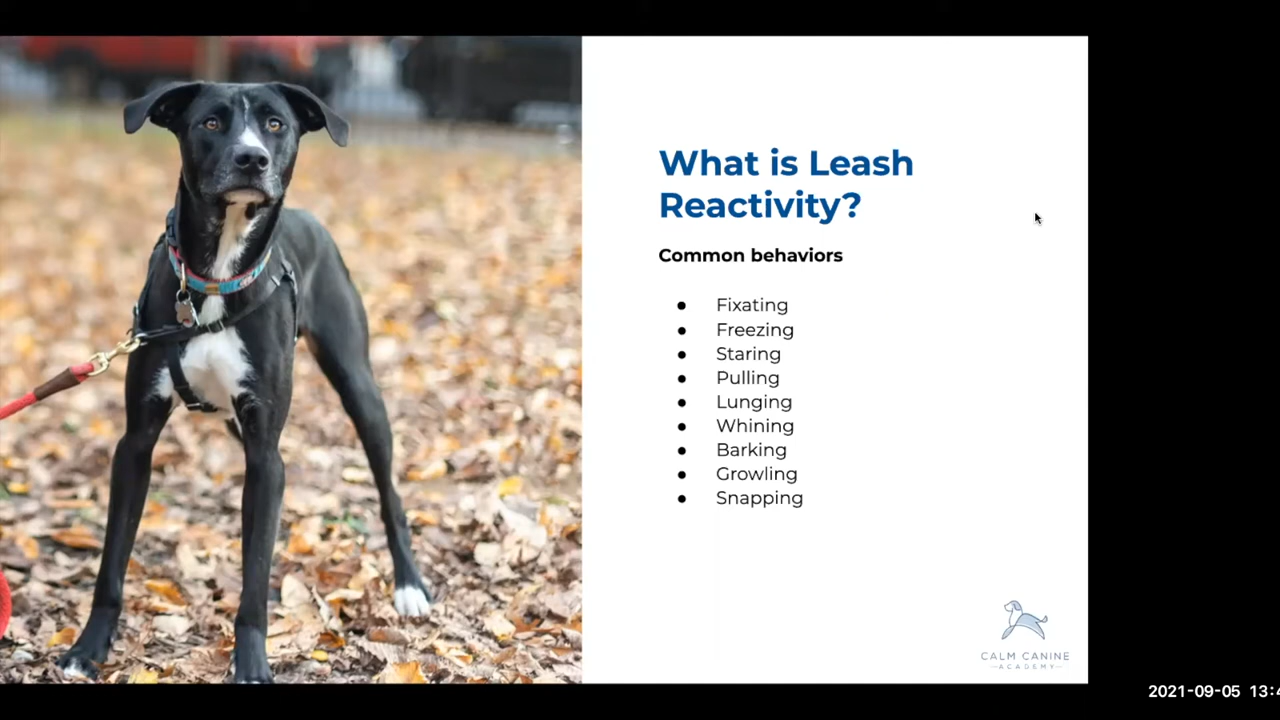 What is Leash
Reactivity?
Common behaviors
● Fixating
● Freezing
● Staring
● Pulling
● Lunging
● Whining
● Barking
● Growling
● Snapping
CALM CANINE
ACADEMY
2021-09-05 13:4